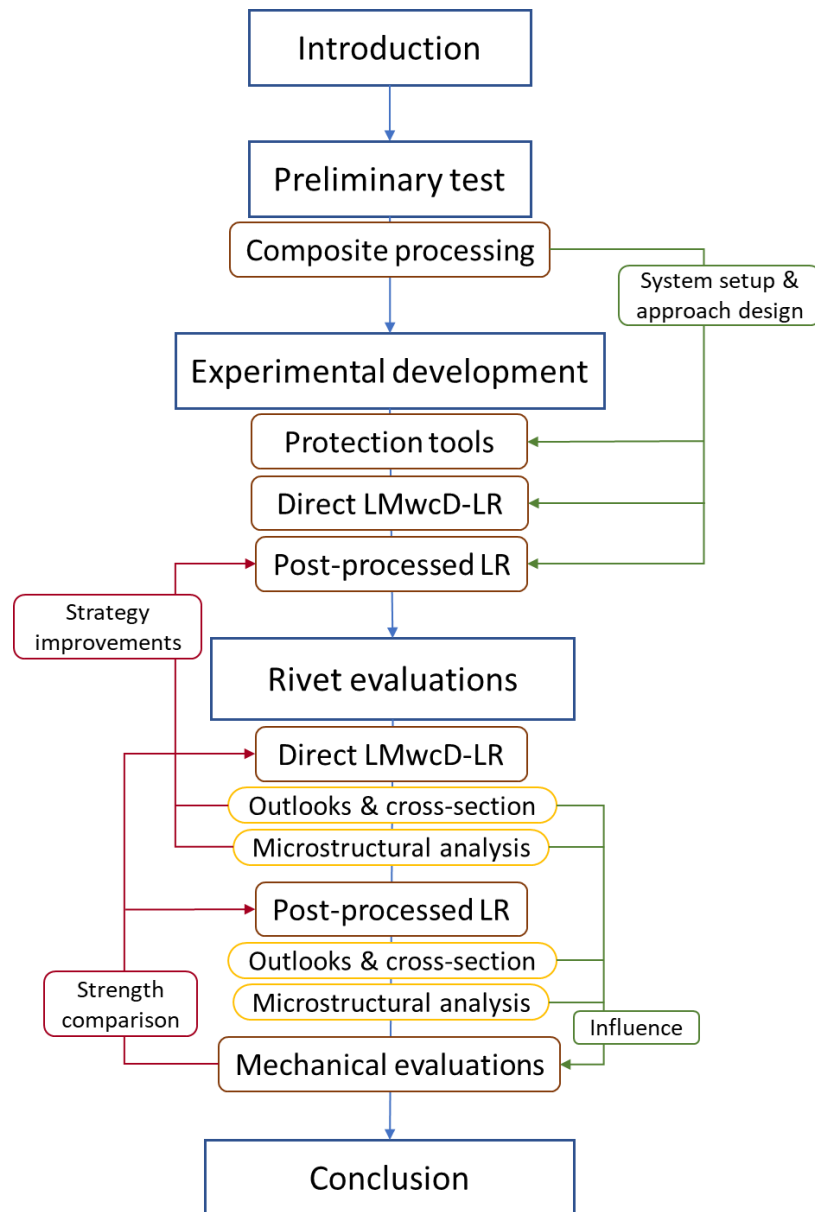 Introduction
Preliminary test
Composite processing
System setup &
approach design
Experimental development
Protection tools
Direct LMwcD-LR
Post-processed LR
Strategy
improvements
Rivet evaluations
Direct LMwcD-LR
Outlooks & cross-section
Microstructural analysis
Post-processed LR
Outlooks & cross-section
Microstructural analysis
Strength
comparison
Influence
Mechanical evaluations
Conclusion